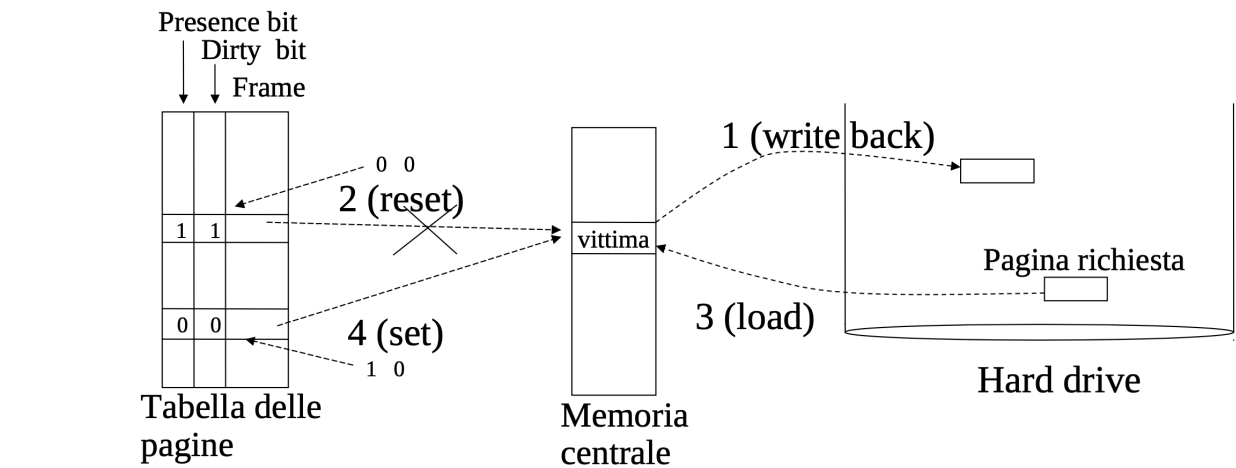 Presence bit
Dirty bit
Frame
1 (write back)
0 0
2 (reset)
1 1
vittima
Pagina richiesta
3 (load)
0 0
4 (set)
1 0
Hard drive
Tabella delle
pagine
Memoria
centrale